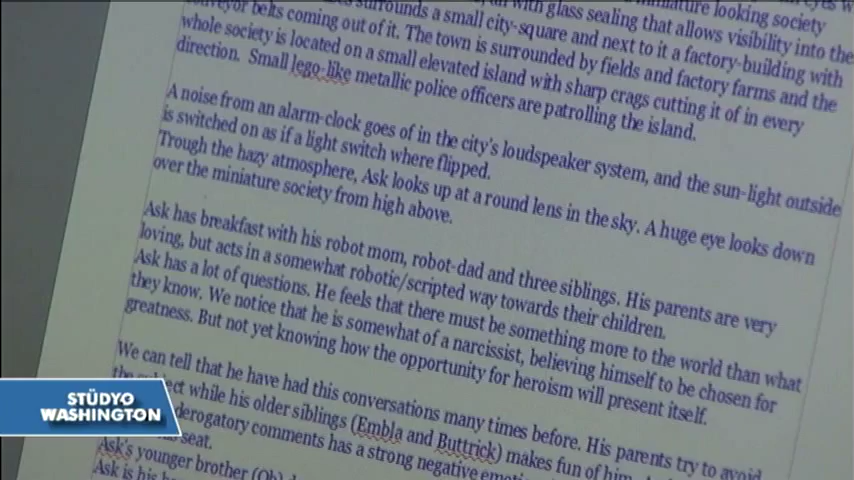 surrounds a small city-square and next to it a factory-building with
with glass sealing that allows visibility into the
miniature looking society
belts coming out of it. The town is surrounded by fields and factory farms and the
whole society is located on a small elevated island with sharp crags cutting it of in every
direction. Small lego-like metallic police officers are patrolling the island.
A noise from an alarm-clock goes of in the city's loudspeaker system, and the sun-light outside
is switched on as if a light switch where flipped.
Trough the hazy atmosphere, Ask looks up at a round lens in the sky. A huge eye looks down
over the miniature society from high above.
Ask has breakfast with his robot mom, robot-dad and three siblings. His parents are very
loving, but acts in a somewhat robotic/scripted way towards their children.
Ask has a lot of questions. He feels that there must be something more to the world than what
they know. We notice that he is somewhat of a narcissist, believing himself to be chosen for
greatness. But not yet knowing how the opportunity for heroism will present itself.
We can tell that he have had this conversations many times before. His parents try to avoid
the subject while his older siblings (Embla and Buttrick) makes fun of him.
derogatory comments has a strong negative
seat.
Ask's younger brother
Ask is his
STÜDYO
WASHINGTON